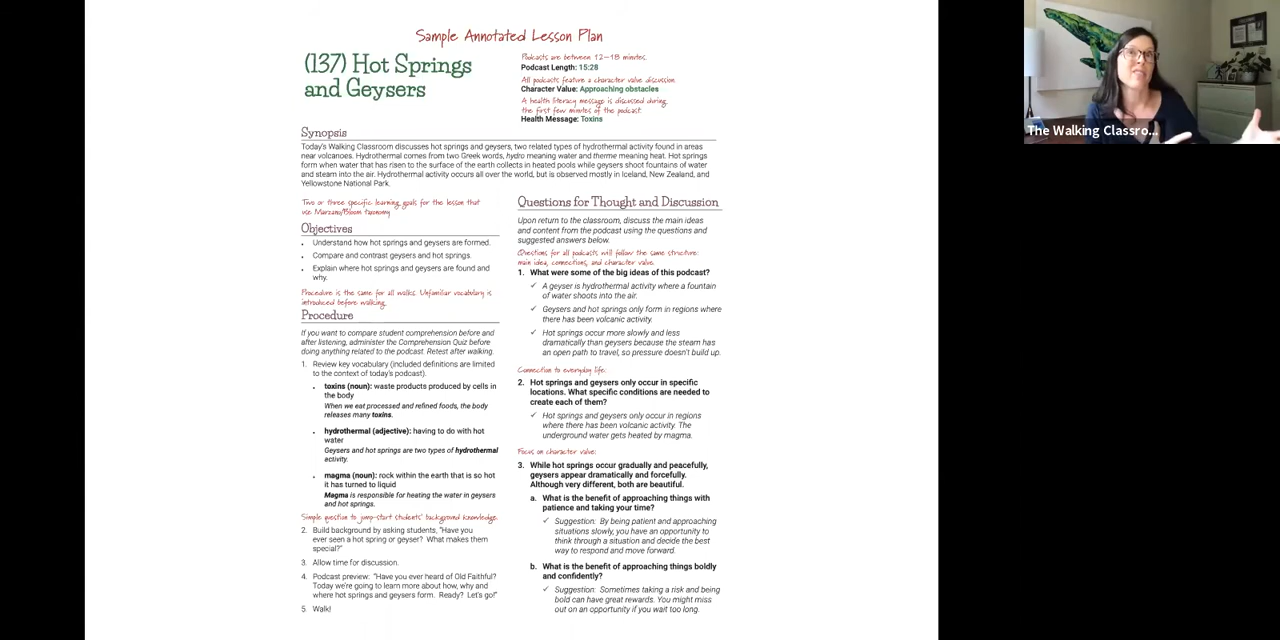 Sample Annotated Lesson Plan
(137) Hot Springs
and Geysers
Podcasts are between 12-18 minutes.
Podcast Length: 15:28
All podcasts feature a character value discussion.
Character Value: Approaching obstacles
A health literacy message is discussed during
the first few minutes of the podcast.
Health Message: Toxins
Synopsis
Today's Walking Classroom discusses hot springs and geysers, two related types of hydrothermal activity found in areas
near volcanoes. Hydrothermal comes from two Greek words, hydro meaning water and therme meaning heat. Hot springs
form when water that has risen to the surface of the earth collects in heated pools while geysers shoot fountains of water
and steam into the air. Hydrothermal activity occurs all over the world, but is observed mostly in Iceland, New Zealand, and
Yellowstone National Park.
Two or three specific learning goals for the lesson that
use Marzano/Bloom taxonomy
Objectives
• Understand how hot springs and geysers are formed.
• Compare and contrast geysers and hot springs.
• Explain where hot springs and geysers are found and
why.
Procedure is the same for all walks. Unfamiliar vocabulary is
introduced before walking.
Procedure
If you want to compare student comprehension before and
after listening, administer the Comprehension Quiz before
doing anything related to the podcast. Retest after walking.
1. Review key vocabulary (included definitions are limited
to the context of today's podcast).
• toxins (noun): waste products produced by cells in
the body
When we eat processed and refined foods, the body
releases many toxins.
• hydrothermal (adjective): having to do with hot
water
Geysers and hot springs are two types of hydrothermal
activity.
• magma (noun): rock within the earth that is so hot
it has turned to liquid
Magma is responsible for heating the water in geysers
and hot springs.
Simple question to jump-start students' background knowledge.
2. Build background by asking students, "Have you
ever seen a hot spring or geyser? What makes them
special?"
3. Allow time for discussion.
4. Podcast preview: "Have you ever heard of Old Faithful?
Today we're going to learn more about how, why and
where hot springs and geysers form. Ready? Let's go!"
5. Walk!
Questions for Thought and Discussion
Upon return to the classroom, discuss the main ideas
and content from the podcast using the questions and
suggested answers below.
Questions for all podcasts will follow the same structure:
main idea, connections, and character value.
1. What were some of the big ideas of this podcast?
✓ A geyser is hydrothermal activity where a fountain
of water shoots into the air.
✓ Geysers and hot springs only form in regions where
there has been volcanic activity.
✓ Hot springs occur more slowly and less
dramatically than geysers because the steam has
an open path to travel, so pressure doesn't build up.
Connection to everyday life:
2. Hot springs and geysers only occur in specific
locations. What specific conditions are needed to
create each of them?
✓ Hot springs and geysers only occur in regions
where there has been volcanic activity. The
underground water gets heated by magma.
Focus on character value:
3. While hot springs occur gradually and peacefully,
geysers appear dramatically and forcefully.
Although very different, both are beautiful.
a. What is the benefit of approaching things with
patience and taking your time?
✓ Suggestion: By being patient and approaching
situations slowly, you have an opportunity to
think through a situation and decide the best
way to respond and move forward.
b. What is the benefit of approaching things boldly
and confidently?
✓ Suggestion: Sometimes taking a risk and being
bold can have great rewards. You might miss
out on an opportunity if you wait too long.
The Walking Classro...